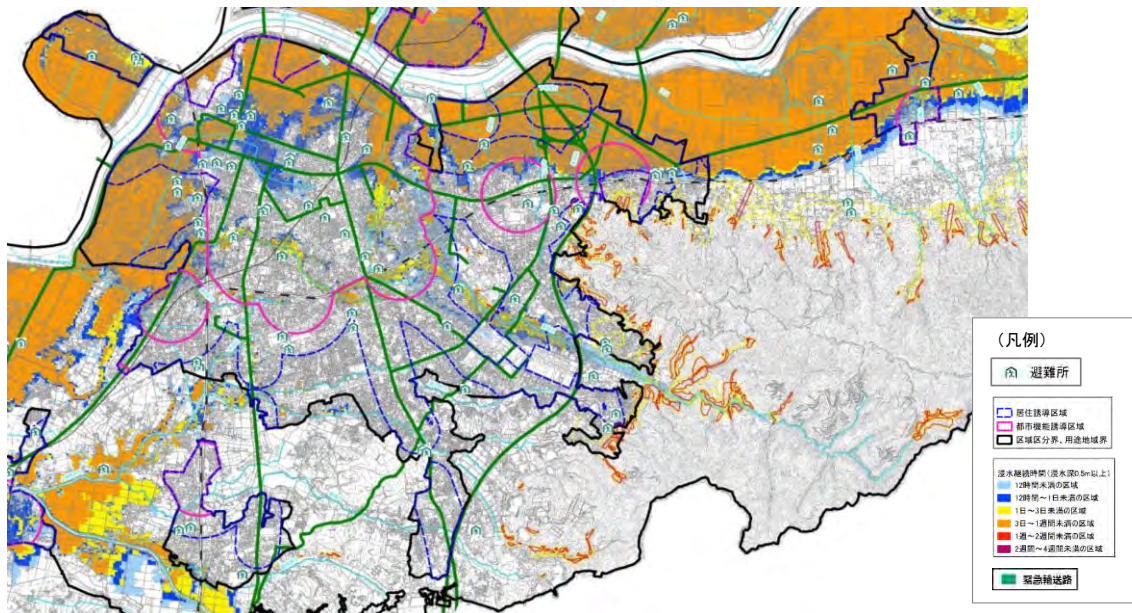 (凡例)
避難所
居住誘導区域
都市機能誘導区域
区域区分界、用途地域界
浸水継続時間(浸水深0.5m以上)
12時間未満の区域
12時間~1日未満の区域
1日~3日未満の区域
3日~1週間未満の区域
1週~2週間未満の区域
2週間~4週間未満の区域
緊急輸送路